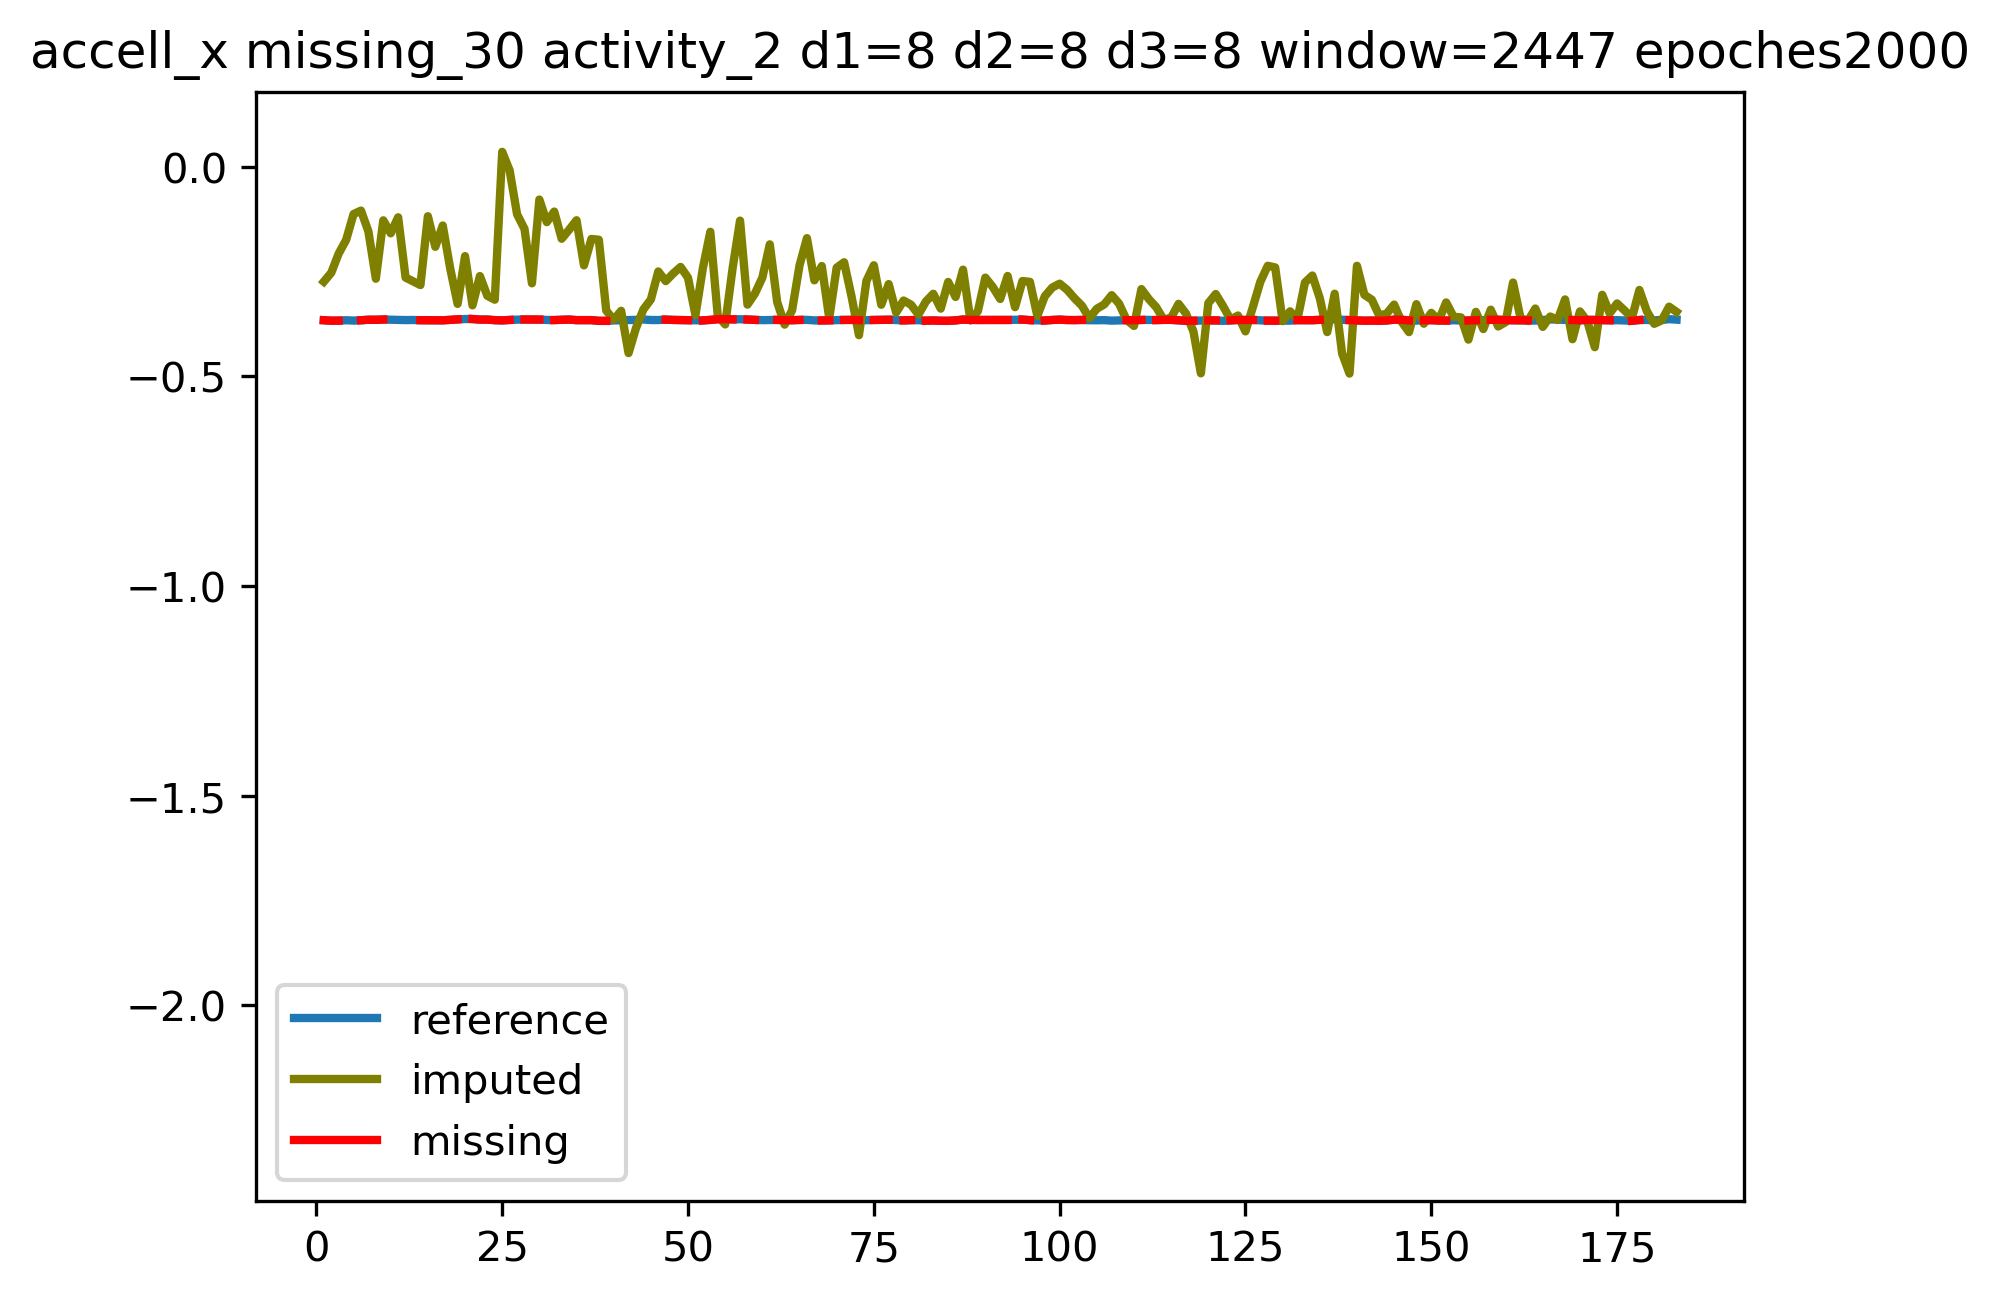 accell_x missing_30 activity_2 d1=8 d2=8 d3=8 window=2447 epoches2000
0.0
−0.5
−1.0
−1.5
−2.0
reference
imputed
missing
0 25 50 75 100 125 150 175